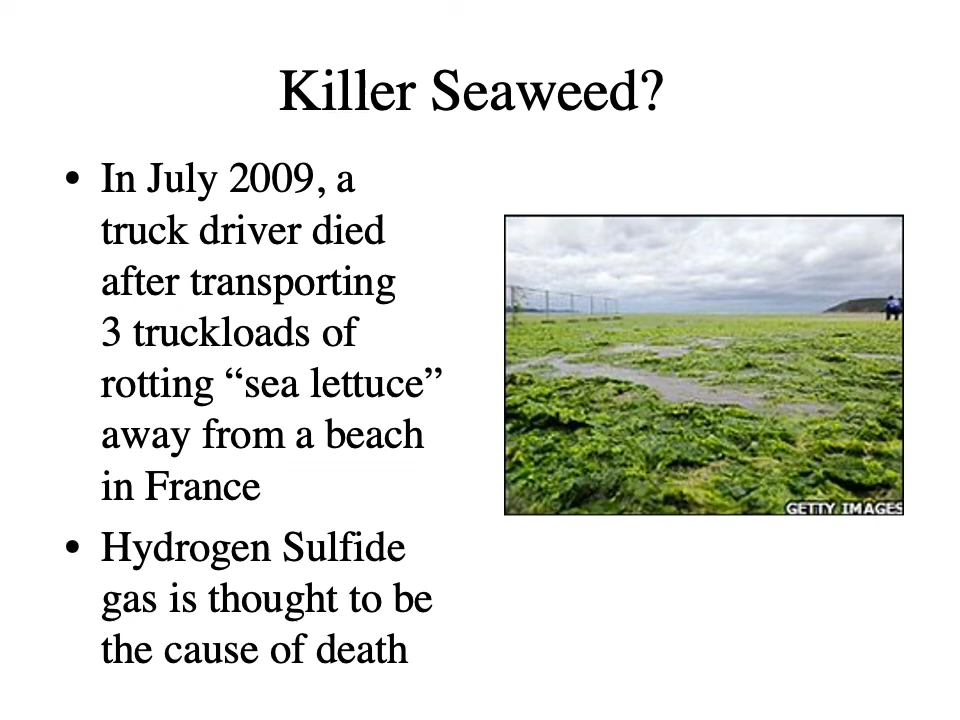 Killer Seaweed?
• In July 2009, a
truck driver died
after transporting
3 truckloads of
rotting “sea lettuce”
away from a beach
in France
• Hydrogen Sulfide
gas is thought to be
the cause of death
GETTY IMAGES